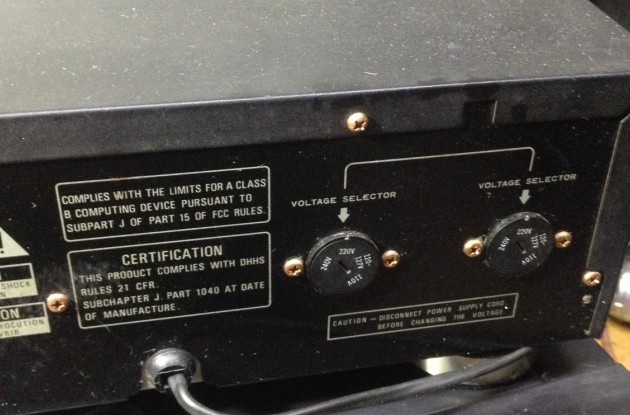 COMPLIES WITH THE LIMITS FOR A CLASS
B COMPUTING DEVICE PURSUANT TO
SUBPART J OF PART 15 OF FCC RULES.
CERTIFICATION
THIS PRODUCT COMPLIES WITH DHHS
RULES 21 CFR.
SUBCHAPTER J. PART 1040 AT DATE
OF MANUFACTURE.
SHOCK
VOLTAGE SELECTOR
240V
220V
VOLTAGE SELECTOR
240V
220V
CAUTION — DISCONNECT POWER SUPPLY CORD
BEFORE CHANGING THE VOLTAGE